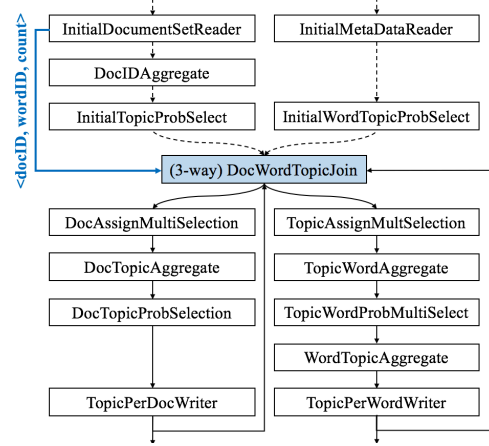 <docID, wordID, count>
InitialDocumentSetReader
InitialMetaDataReader
DocIDAggregate
InitialTopicProbSelect
InitialWordTopicProbSelect
(3-way) DocWordTopicJoin
DocAssignMultiSelection
TopicAssignMultSelection
DocTopicAggregate
TopicWordAggregate
DocTopicProbSelection
TopicWordProbMultiSelect
WordTopicAggregate
TopicPerDocWriter
TopicPerWordWriter